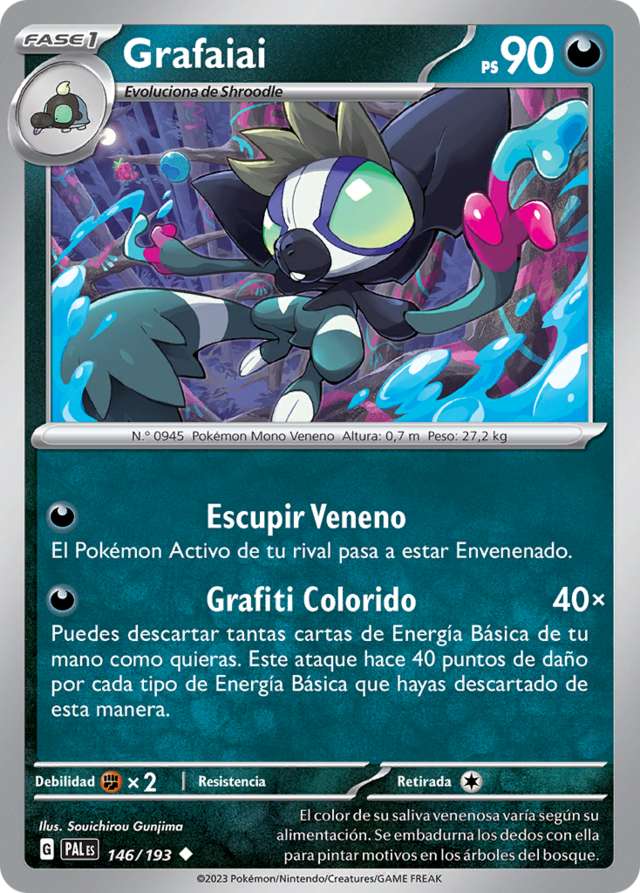 FASE 1
Grafaiai
PS 90
Evoluciona de Shroodle
N.º 0945 Pokémon Mono Veneno Altura: 0,7 m Peso: 27,2 kg
Escupir Veneno
El Pokémon Activo de tu rival pasa a estar Envenenado.
Grafiti Colorido 40×
Puedes descartar tantas cartas de Energía Básica de tu
mano como quieras. Este ataque hace 40 puntos de daño
por cada tipo de Energía Básica que hayas descartado de
esta manera.
Debilidad ×2 Resistencia Retirada
Ilus. Souichirou Gunjima
G PAL ES 146/193
El color de su saliva venenosa varía según su
alimentación. Se embadurna los dedos con ella
para pintar motivos en los árboles del bosque.
©2023 Pokémon/Nintendo/Creatures/GAME FREAK